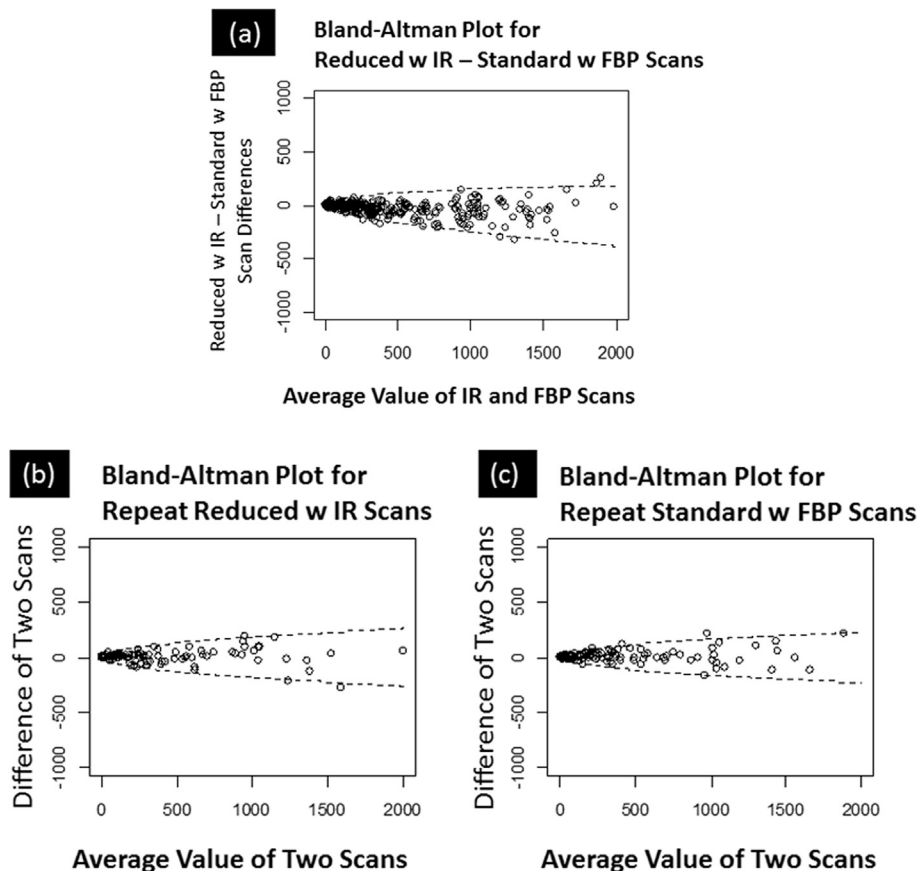 (a)
Bland-Altman Plot for
Reduced w IR – Standard w FBP Scans
Reduced w IR – Standard w FBP
Scan Differences
1000
500
0
-500
-1000
0 500 1000 1500 2000
Average Value of IR and FBP Scans
(b)
Bland-Altman Plot for
Repeat Reduced w IR Scans
Difference of Two Scans
1000
500
0
-500
-1000
0 500 1000 1500 2000
Average Value of Two Scans
(c)
Bland-Altman Plot for
Repeat Standard w FBP Scans
Difference of Two Scans
1000
500
0
-500
-1000
0 500 1000 1500 2000
Average Value of Two Scans